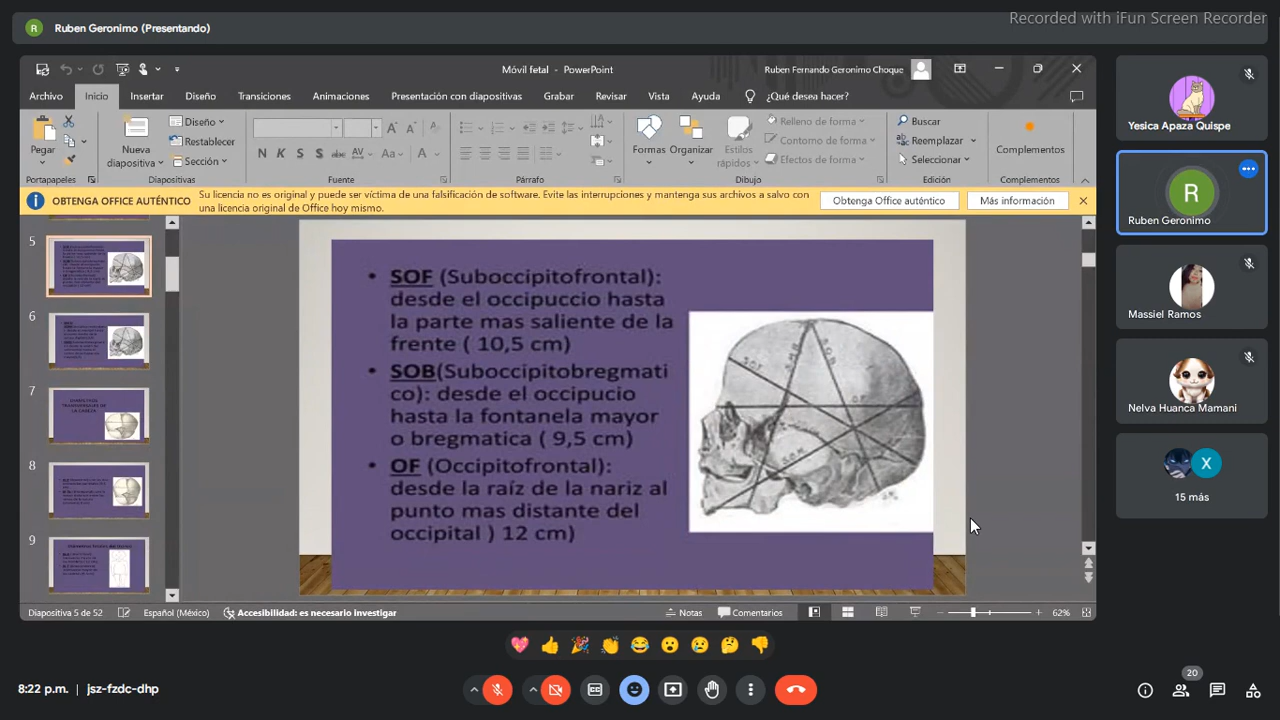 Recorded with iFun Screen Recorder
R Ruben Geronimo (Presentando)
Móvil fetal - PowerPoint
Ruben Fernando Geronimo Choque
Archivo Inicio Insertar Diseño Transiciones Animaciones Presentación con diapositivas Grabar Revisar Vista Ayuda ¿Qué desea hacer?
Pegar
Portapapeles
Nueva diapositiva
Diseño
Restablecer
Sección
Diapositivas
N K S S abc AV Aa A
Fuente
Párrafo
Formas
Organizar
Estilos rápidos
Relleno de forma
Contorno de forma
Efectos de forma
Dibujo
Buscar
Reemplazar
Seleccionar
Edición
Complementos
Complementos
OBTENGA OFFICE AUTÉNTICO
Su licencia no es original y puede ser víctima de una falsificación de software. Evite las interrupciones y mantenga sus archivos a salvo con
una licencia original de Office hoy mismo.
Obtenga Office auténtico
Más información
5
6
7
8
9
• SOF (Suboccipitofrontal):
desde el occipuccio hasta
la parte mas saliente de la
frente ( 10,5 cm)
• SOB(Suboccipitobregmati
co): desde el occipucio
hasta la fontanela mayor
o bregmatica ( 9,5 cm)
• OF (Occipitofrontal):
desde la raz de la nariz al
punto mas distante del
occipital ) 12 cm)
Diapositiva 5 de 52
Español (México)
Accesibilidad: es necesario investigar
Notas
Comentarios
62%
Yesica Apaza Quispe
R
Ruben Geronimo
Massiel Ramos
Nelva Huanca Mamani
X
15 más
8:22 p.m. | jsz-fzdc-dhp
20